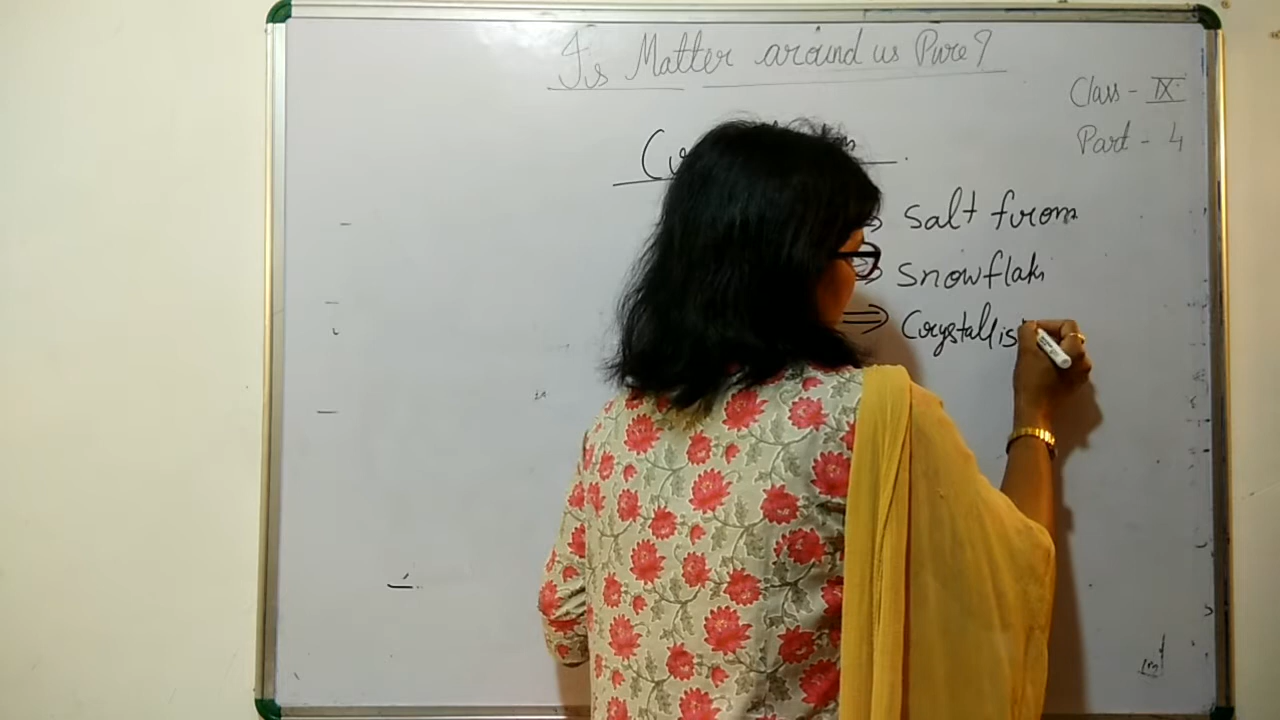 Is Matter around us Pure?
Class - IX
Part - 4
⇒ Salt from
⇒ Snowflak
⇒ Crystallis